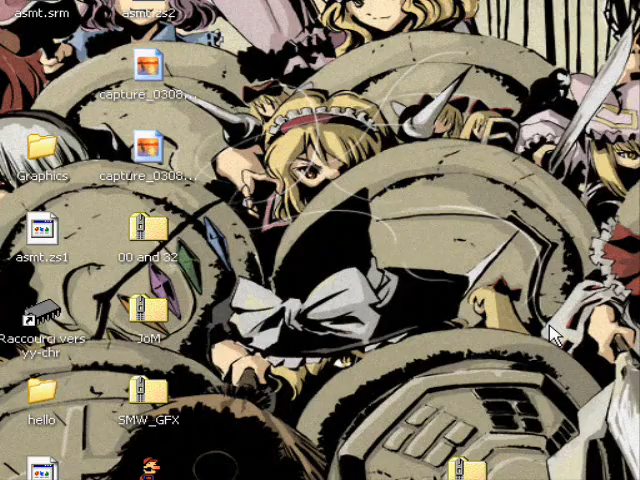 asmt.srm
asmt.zs2
capture_0308...
Graphics
capture_0308...
asmt.zs1
00 and 32
Raccourci vers
yy-chr
JoM
hello
SMW_GFX